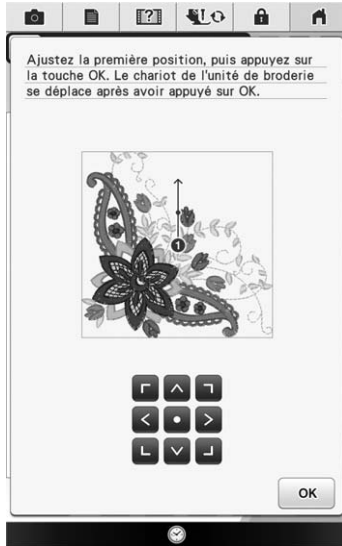 Ajustez la première position, puis appuyez sur
la touche OK. Le chariot de l'unité de broderie
se déplace après avoir appuyé sur OK.
1
OK